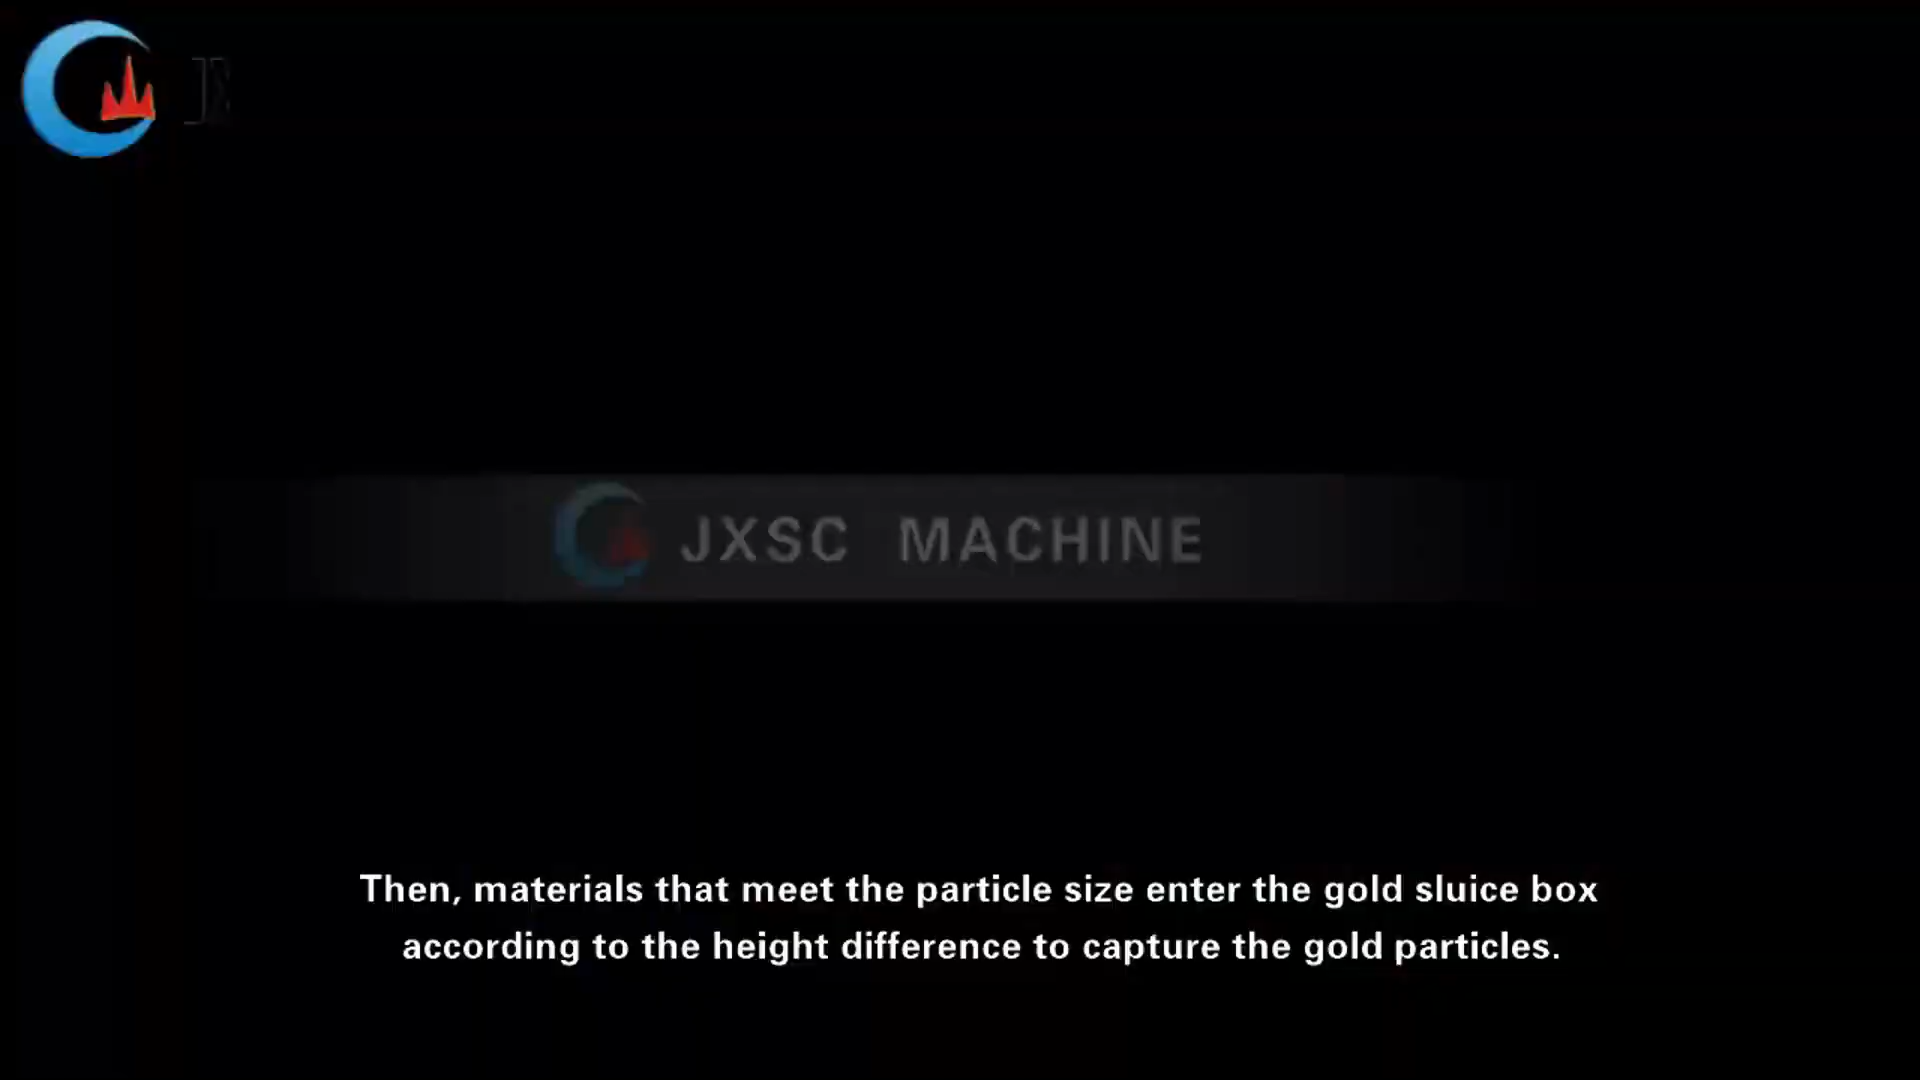 JXSC MACHINE
Then, materials that meet the particle size enter the gold sluice box
according to the height difference to capture the gold particles.